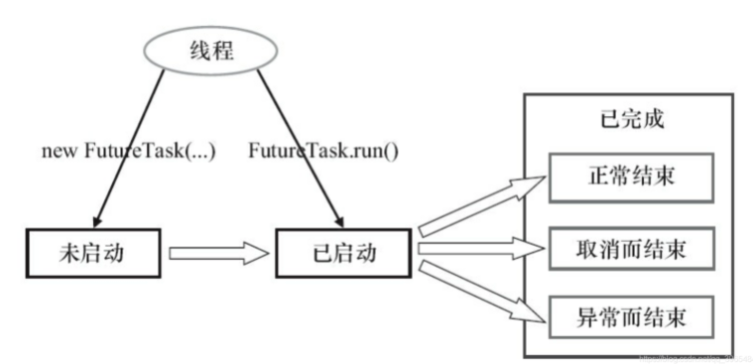 线程
new FutureTask(...)
FutureTask.run()
已完成
正常结束
未启动
已启动
取消而结束
异常而结束